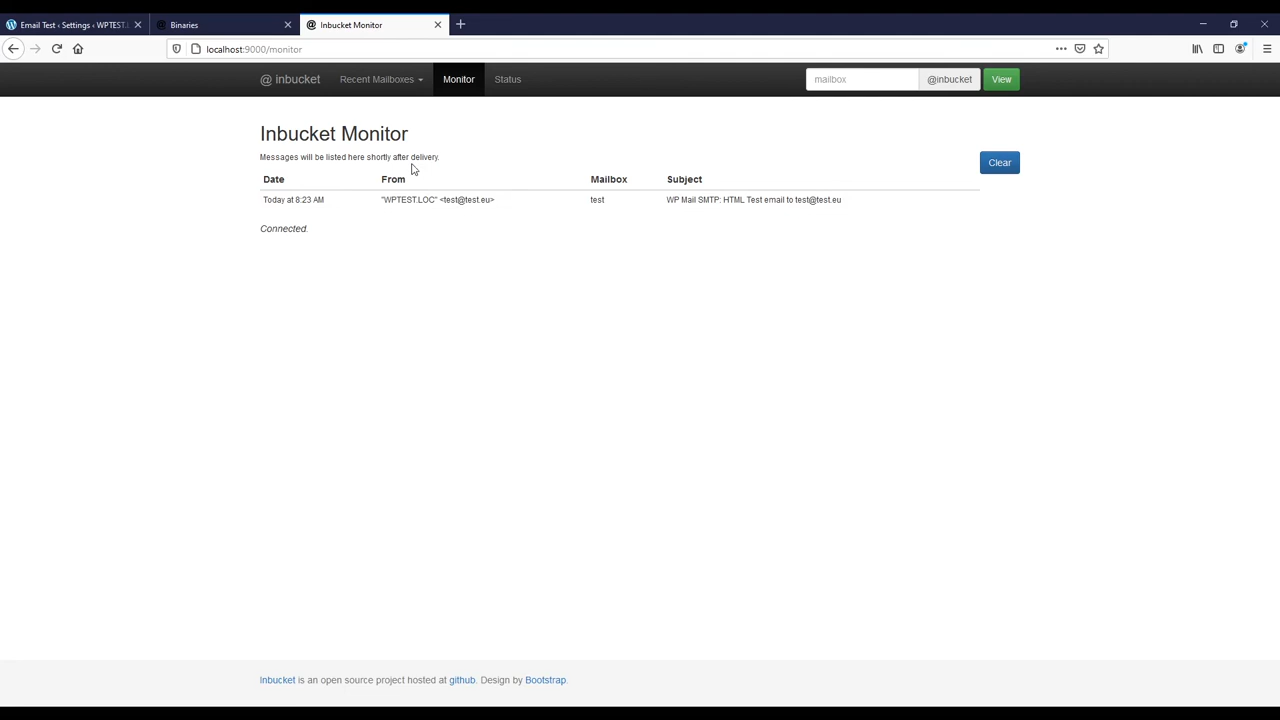 Email Test ‹ Settings ‹ WPTEST.L
Binaries
@ Inbucket Monitor
localhost:9000/monitor
@ inbucket Recent Mailboxes Monitor Status mailbox @inbucket View
Inbucket Monitor
Messages will be listed here shortly after delivery.
Clear
Date From Mailbox Subject
Today at 8:23 AM "WPTEST.LOC" <test@test.eu> test WP Mail SMTP: HTML Test email to test@test.eu
Connected.
Inbucket is an open source project hosted at github. Design by Bootstrap.